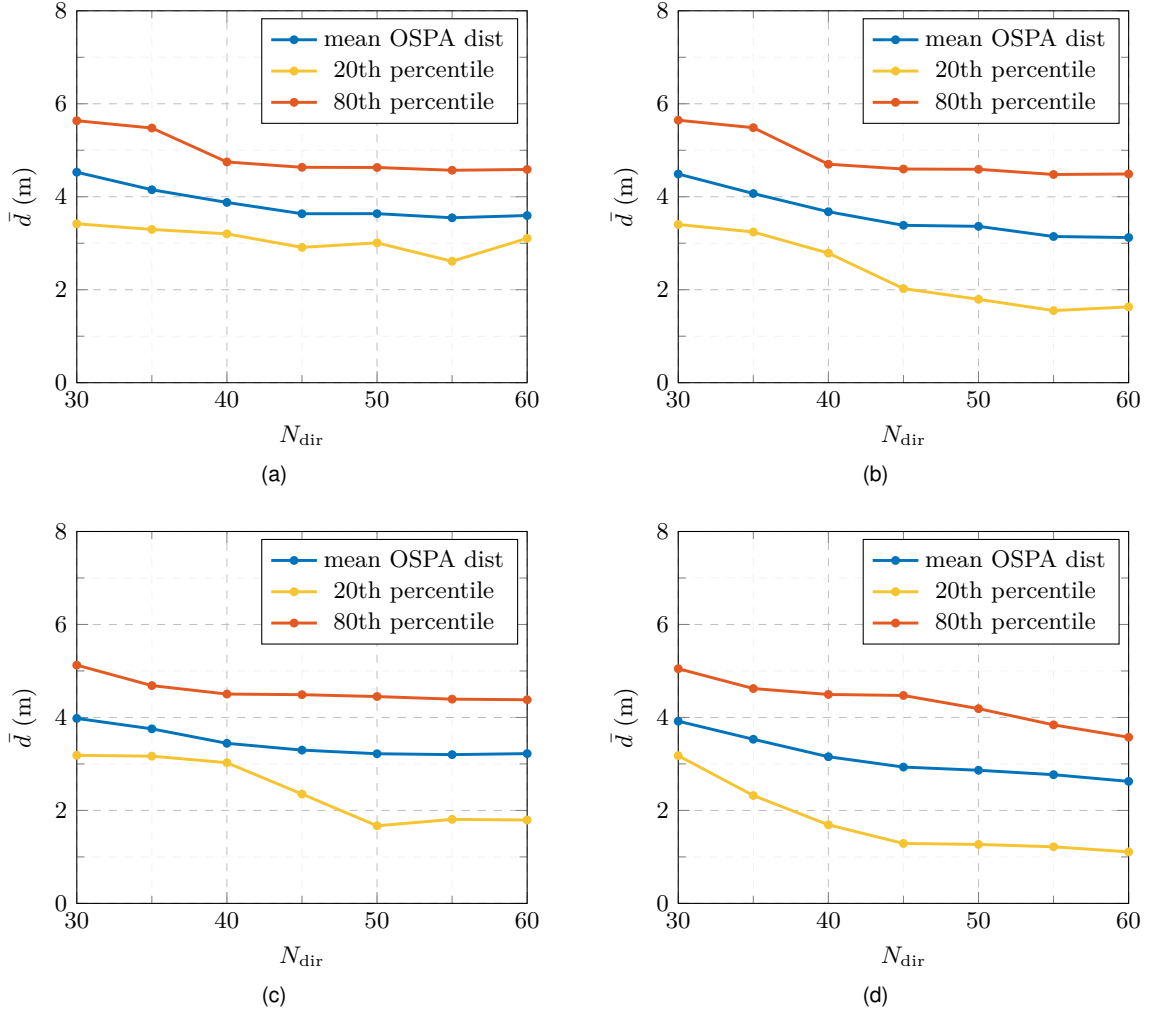 8
6
4
2
0
d̄ (m)
mean OSPA dist
20th percentile
80th percentile
30 40 50 60
N_dir
(a)
8
6
4
2
0
d̄ (m)
mean OSPA dist
20th percentile
80th percentile
30 40 50 60
N_dir
(b)
8
6
4
2
0
d̄ (m)
mean OSPA dist
20th percentile
80th percentile
30 40 50 60
N_dir
(c)
8
6
4
2
0
d̄ (m)
mean OSPA dist
20th percentile
80th percentile
30 40 50 60
N_dir
(d)